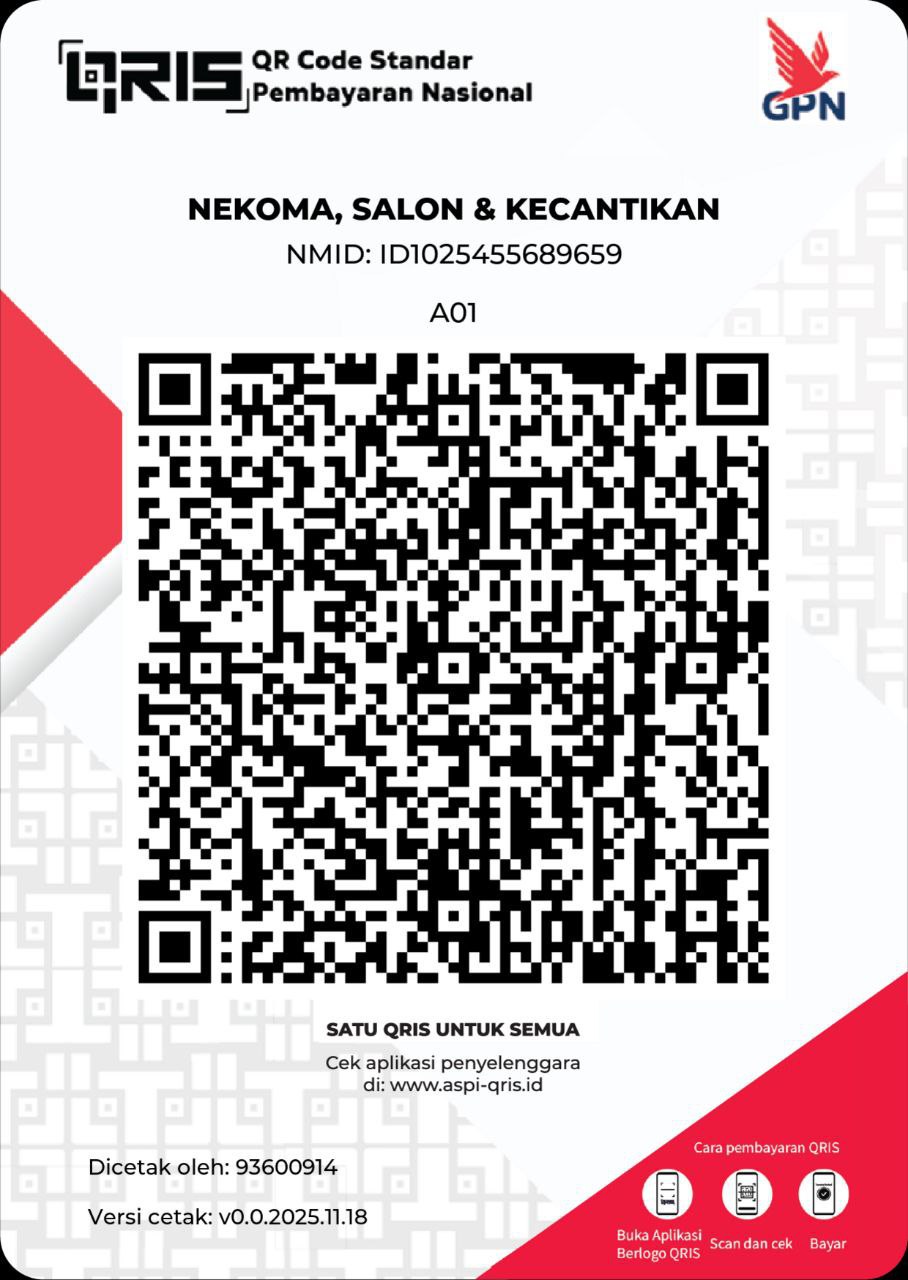 QRIS
QR Code Standar
Pembayaran Nasional
GPN
NEKOMA, SALON & KECANTIKAN
NMID: ID1025455689659
A01
SATU QRIS UNTUK SEMUA
Cek aplikasi penyelenggara
di: www.aspi-qris.id
Dicetak oleh: 93600914
Versi cetak: v0.0.2025.11.18
Cara pembayaran QRIS
Buka Aplikasi
Berlogo QRIS
Scan dan cek
Bayar